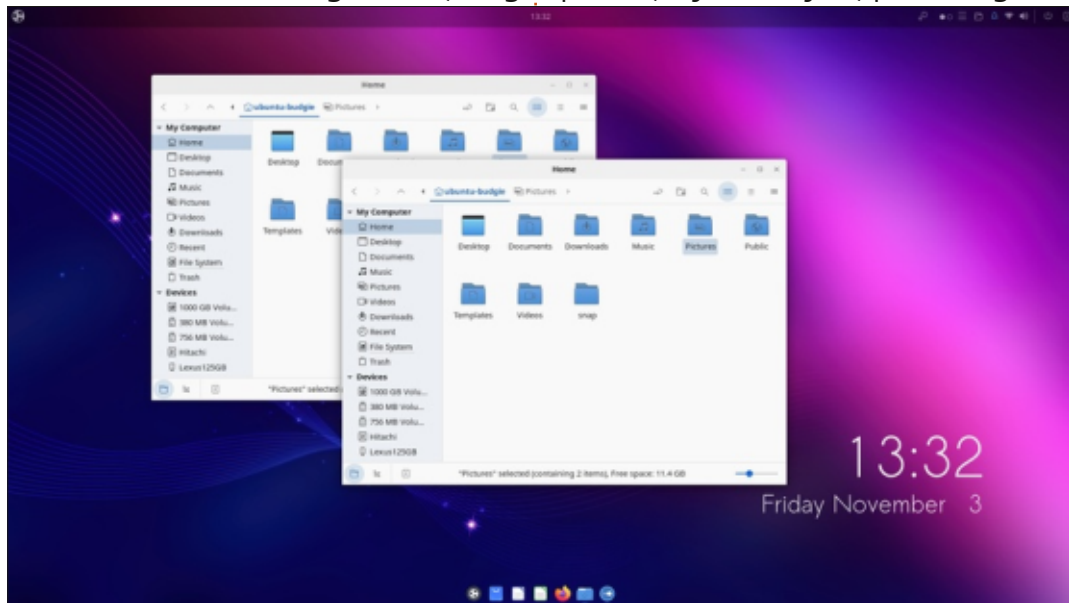 13:32
Home
ubuntu-budgie Pictures
My Computer
Home
Desktop
Documents
Music
Pictures
Videos
Downloads
Recent
File System
Trash
Devices
1000 GB Volu...
380 MB Volu...
756 MB Volu...
Hitachi
Lexus125GB
Desktop
Templates
"Pictures" selected
Home
ubuntu-budgie Pictures
My Computer
Home
Desktop
Documents
Music
Pictures
Videos
Downloads
Recent
File System
Trash
Devices
1000 GB Volu...
380 MB Volu...
756 MB Volu...
Hitachi
Lexus125GB
Desktop Documents Downloads Music Pictures Public
Templates Videos snap
"Pictures" selected (containing 2 items), Free space: 11.4 GB
13:32
Friday November 3